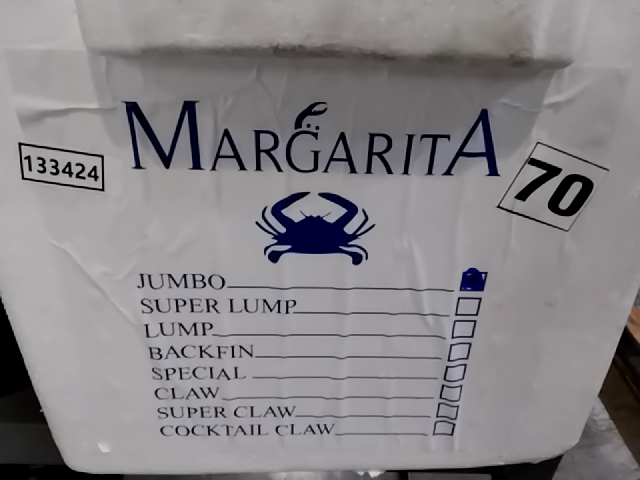 MARGARITA
133424
70
JUMBO
SUPER LUMP
LUMP
BACKFIN
SPECIAL
CLAW
SUPER CLAW
COCKTAIL CLAW